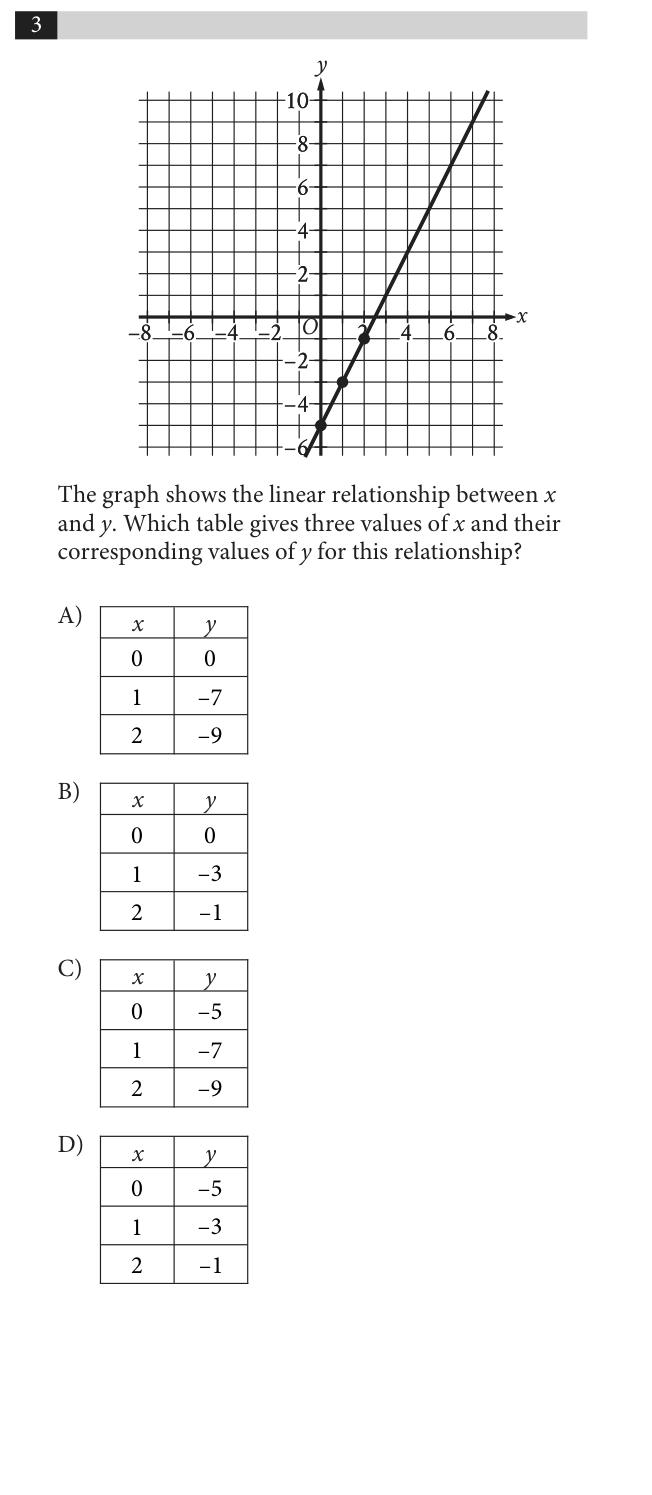 3
y
10
8
6
4
2
–8 –6 –4 –2 O 2 4 6 8 x
–2
–4
–6
The graph shows the linear relationship between x
and y. Which table gives three values of x and their
corresponding values of y for this relationship?
A) x y
0 0
1 –7
2 –9
B) x y
0 0
1 –3
2 –1
C) x y
0 –5
1 –7
2 –9
D) x y
0 –5
1 –3
2 –1